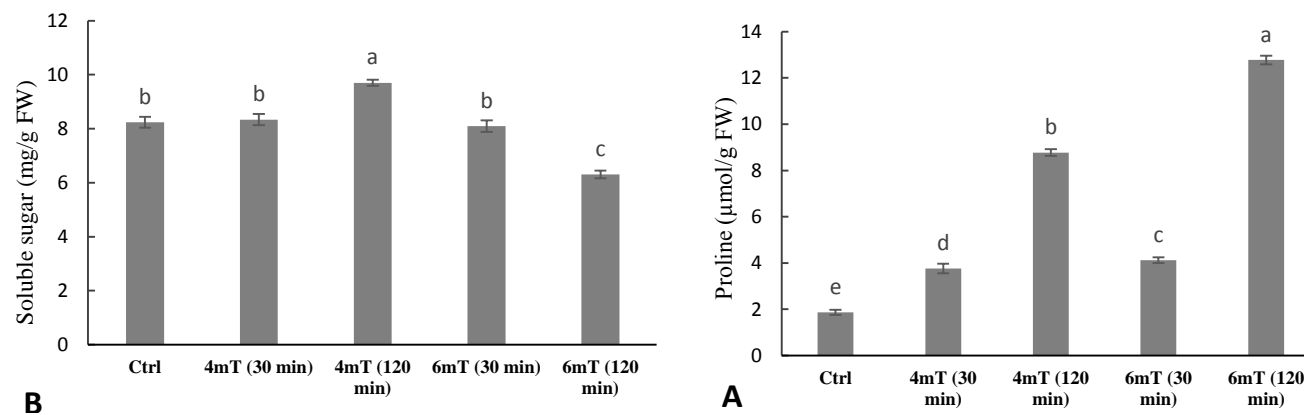 12
10
8
6
4
2
0
Soluble sugar (mg/g FW)
b
b
a
b
c
Ctrl
4mT (30 min)
4mT (120
min)
6mT (30 min)
6mT (120
min)
B
14
12
10
8
6
4
2
0
Proline (µmol/g FW)
e
d
b
c
a
Ctrl
4mT (30
min)
4mT (120
min)
6mT (30
min)
6mT (120
min)
A